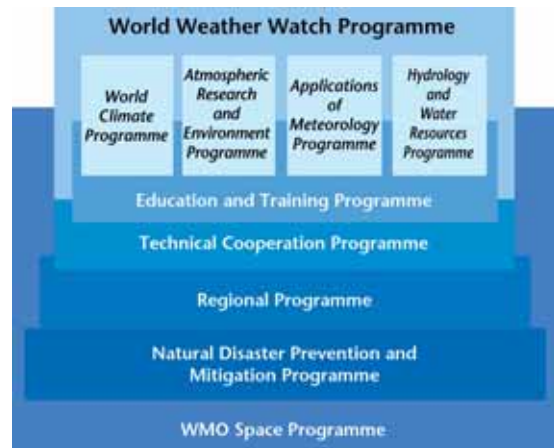 World Weather Watch Programme
World
Climate
Programme
Atmospheric
Research
and
Environment
Programme
Applications
of
Meteorology
Programme
Hydrology
and
Water
Resources
Programme
Education and Training Programme
Technical Cooperation Programme
Regional Programme
Natural Disaster Prevention and
Mitigation Programme
WMO Space Programme